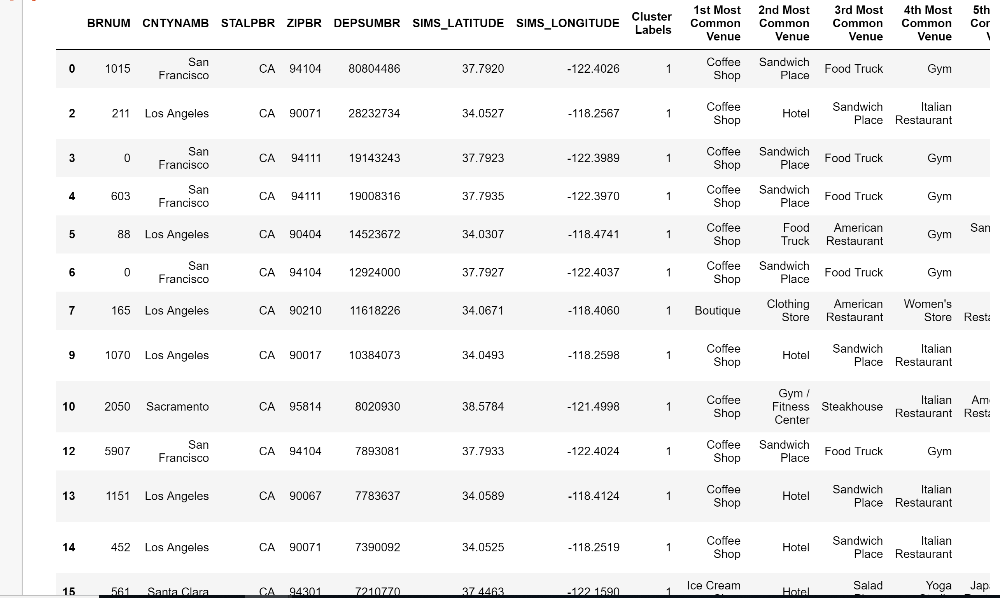 BRNUM CNTYNAMB STALPBR ZIPBR DEPSUMBR SIMS_LATITUDE SIMS_LONGITUDE Cluster Labels 1st Most Common Venue 2nd Most Common Venue 3rd Most Common Venue 4th Most Common Venue 5th
0 1015 San Francisco CA 94104 80804486 37.7920 -122.4026 1 Coffee Shop Sandwich Place Food Truck Gym
2 211 Los Angeles CA 90071 28232734 34.0527 -118.2567 1 Coffee Shop Hotel Sandwich Place Italian Restaurant
3 0 San Francisco CA 94111 19143243 37.7923 -122.3989 1 Coffee Shop Sandwich Place Food Truck Gym
4 603 San Francisco CA 94111 19008316 37.7935 -122.3970 1 Coffee Shop Sandwich Place Food Truck Gym
5 88 Los Angeles CA 90404 14523672 34.0307 -118.4741 1 Coffee Shop Food Truck American Restaurant Gym San
6 0 San Francisco CA 94104 12924000 37.7927 -122.4037 1 Coffee Shop Sandwich Place Food Truck Gym
7 165 Los Angeles CA 90210 11618226 34.0671 -118.4060 1 Boutique Clothing Store American Restaurant Women's Store Resta
9 1070 Los Angeles CA 90017 10384073 34.0493 -118.2598 1 Coffee Shop Hotel Sandwich Place Italian Restaurant
10 2050 Sacramento CA 95814 8020930 38.5784 -121.4998 1 Coffee Shop Gym / Fitness Center Steakhouse Italian Restaurant Ame Resta
12 5907 San Francisco CA 94104 7893081 37.7933 -122.4024 1 Coffee Shop Sandwich Place Food Truck Gym
13 1151 Los Angeles CA 90067 7783637 34.0589 -118.4124 1 Coffee Shop Hotel Sandwich Place Italian Restaurant
14 452 Los Angeles CA 90071 7390092 34.0525 -118.2519 1 Coffee Shop Hotel Sandwich Place Italian Restaurant
15 561 Santa Clara CA 94301 7210770 37.4463 -122.1590 1 Ice Cream Hotel Salad Yoga Japa